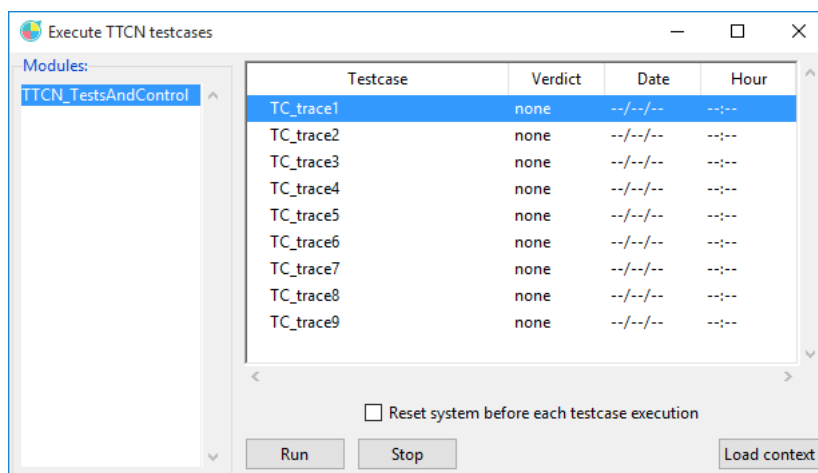 Execute TTCN testcases
Modules:
TTCN_TestsAndControl
Testcase Verdict Date Hour
TC_trace1 none --/--/-- --:--
TC_trace2 none --/--/-- --:--
TC_trace3 none --/--/-- --:--
TC_trace4 none --/--/-- --:--
TC_trace5 none --/--/-- --:--
TC_trace6 none --/--/-- --:--
TC_trace7 none --/--/-- --:--
TC_trace8 none --/--/-- --:--
TC_trace9 none --/--/-- --:--
Reset system before each testcase execution
Run Stop Load context